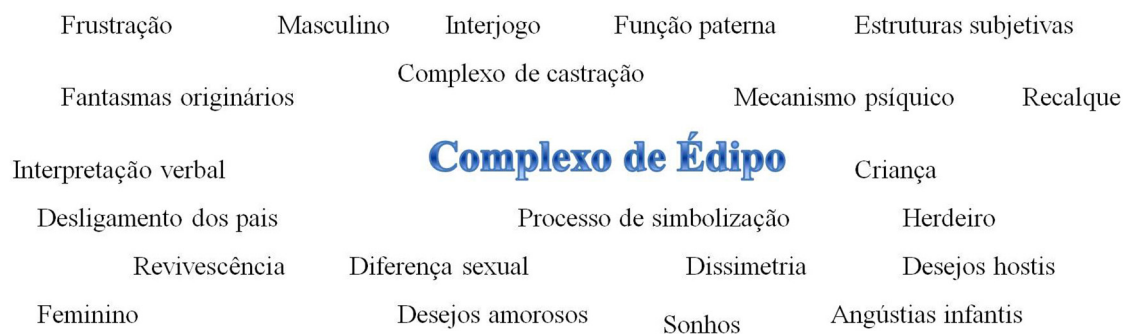 Frustração Masculino Interjogo Função paterna Estruturas subjetivas
Complexo de castração
Fantasmas originários Mecanismo psíquico Recalque
Complexo de Édipo
Interpretação verbal Criança
Desligamento dos pais Processo de simbolização Herdeiro
Revivescência Diferença sexual Dissimetria Desejos hostis
Feminino Desejos amorosos Sonhos Angústias infantis